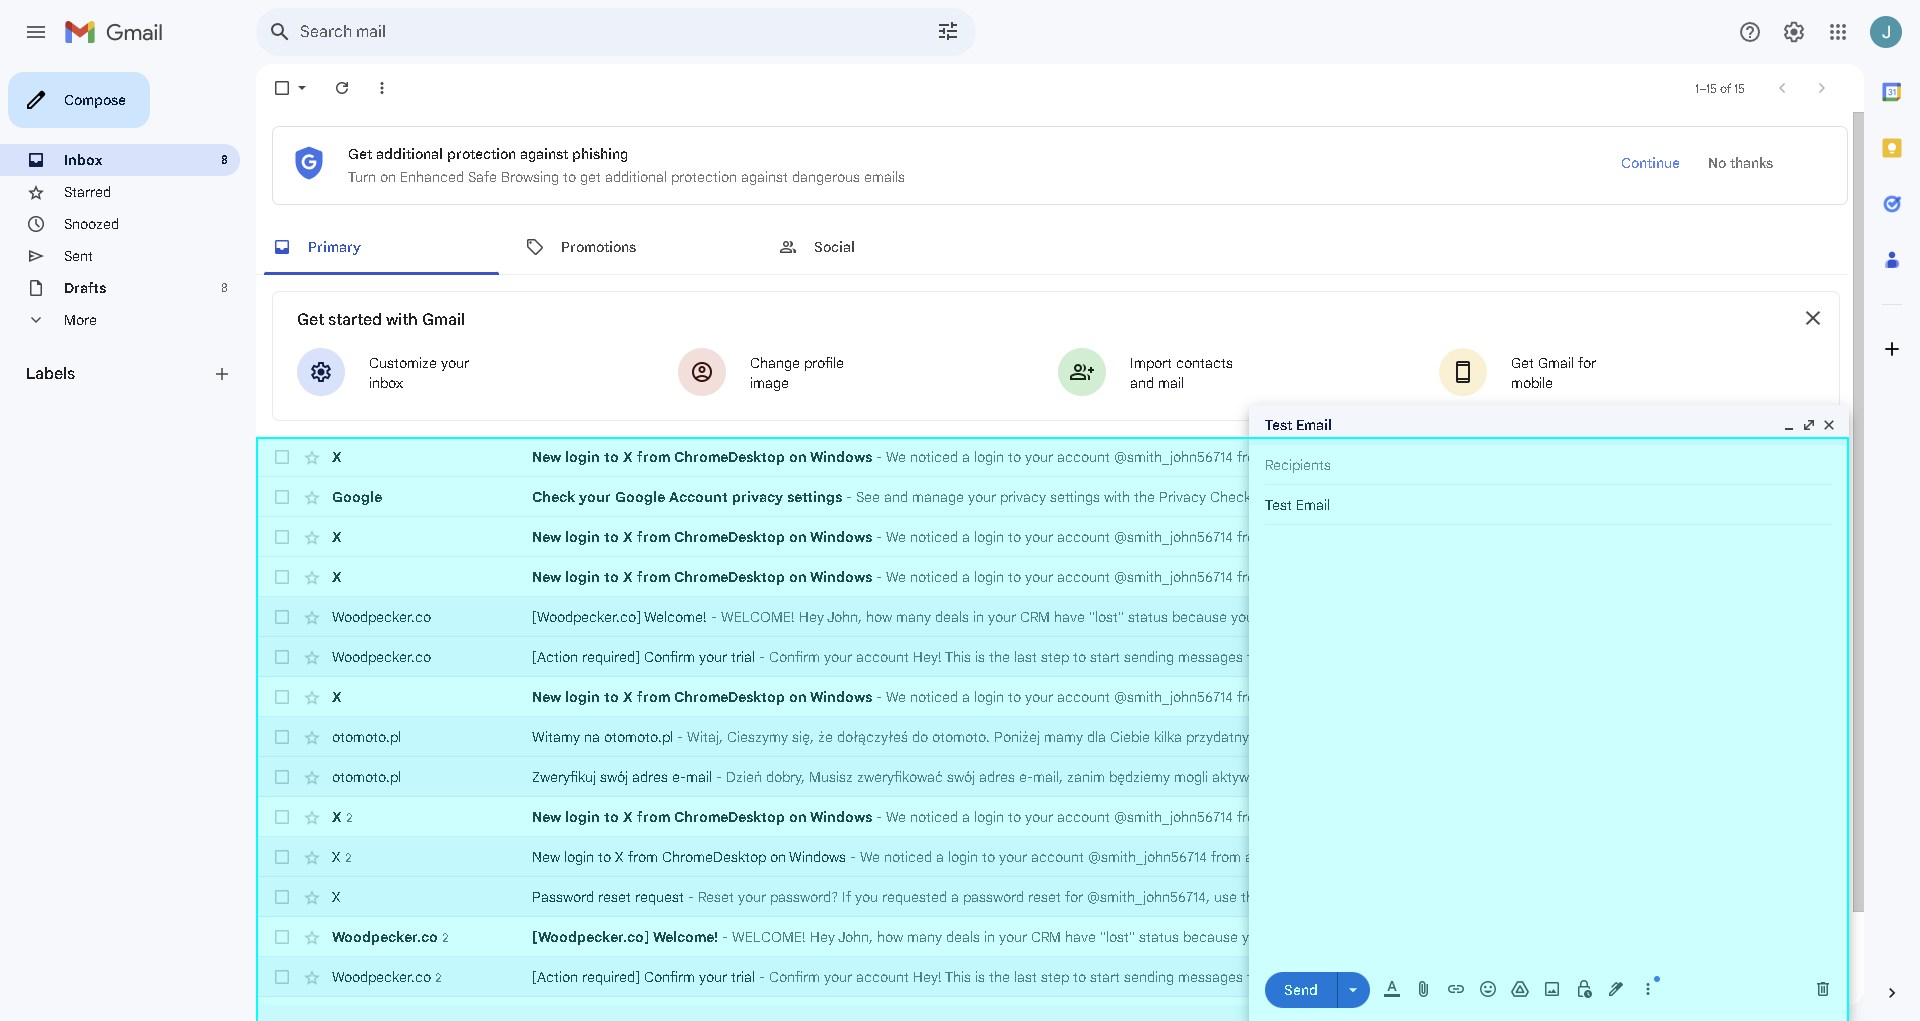 Gmail
Search mail
J
Compose
1–15 of 15
31
Inbox 8
Starred
Snoozed
Sent
Drafts 8
More
Labels
Get additional protection against phishing
Turn on Enhanced Safe Browsing to get additional protection against dangerous emails
Continue No thanks
Primary Promotions Social
Get started with Gmail
Customize your
inbox
Change profile
image
Import contacts
and mail
Get Gmail for
mobile
X New login to X from ChromeDesktop on Windows - We noticed a login to your account @smith_john56714
Google Check your Google Account privacy settings - See and manage your privacy settings with the Privacy Check
X New login to X from ChromeDesktop on Windows - We noticed a login to your account @smith_john56714
X New login to X from ChromeDesktop on Windows - We noticed a login to your account @smith_john56714
Woodpecker.co [Woodpecker.co] Welcome! - WELCOME! Hey John, how many deals in your CRM have "lost" status because
Woodpecker.co [Action required] Confirm your trial - Confirm your account Hey! This is the last step to start sending messages
X New login to X from ChromeDesktop on Windows - We noticed a login to your account @smith_john56714
otomoto.pl Witamy na otomoto.pl - Witaj, Cieszymy się, że dołączyłeś do otomoto. Poniżej mamy dla Ciebie kilka
otomoto.pl Zweryfikuj swój adres e-mail - Dzień dobry, Musisz zweryfikować swój adres e-mail, zanim będziemy mogli
X 2 New login to X from ChromeDesktop on Windows - We noticed a login to your account @smith_john56714
X 2 New login to X from ChromeDesktop on Windows - We noticed a login to your account @smith_john56714 from
X Password reset request - Reset your password? If you requested a password reset for @smith_john56714, use
Woodpecker.co 2 [Woodpecker.co] Welcome! - WELCOME! Hey John, how many deals in your CRM have "lost" status because
Woodpecker.co 2 [Action required] Confirm your trial - Confirm your account Hey! This is the last step to start sending messages
Test Email
Recipients
Test Email
Send